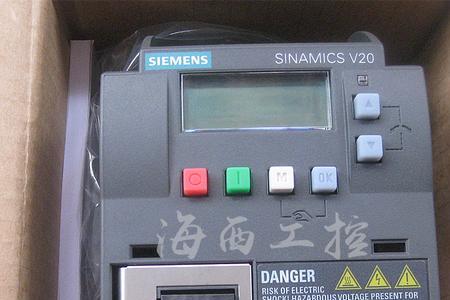 SIEMENS
SINAMICS V20
M
OK
海西工控
DANGER
RISK OF ELECTRIC
SHOCK! HAZARDOUS VOLTAGE PRESENT FOR